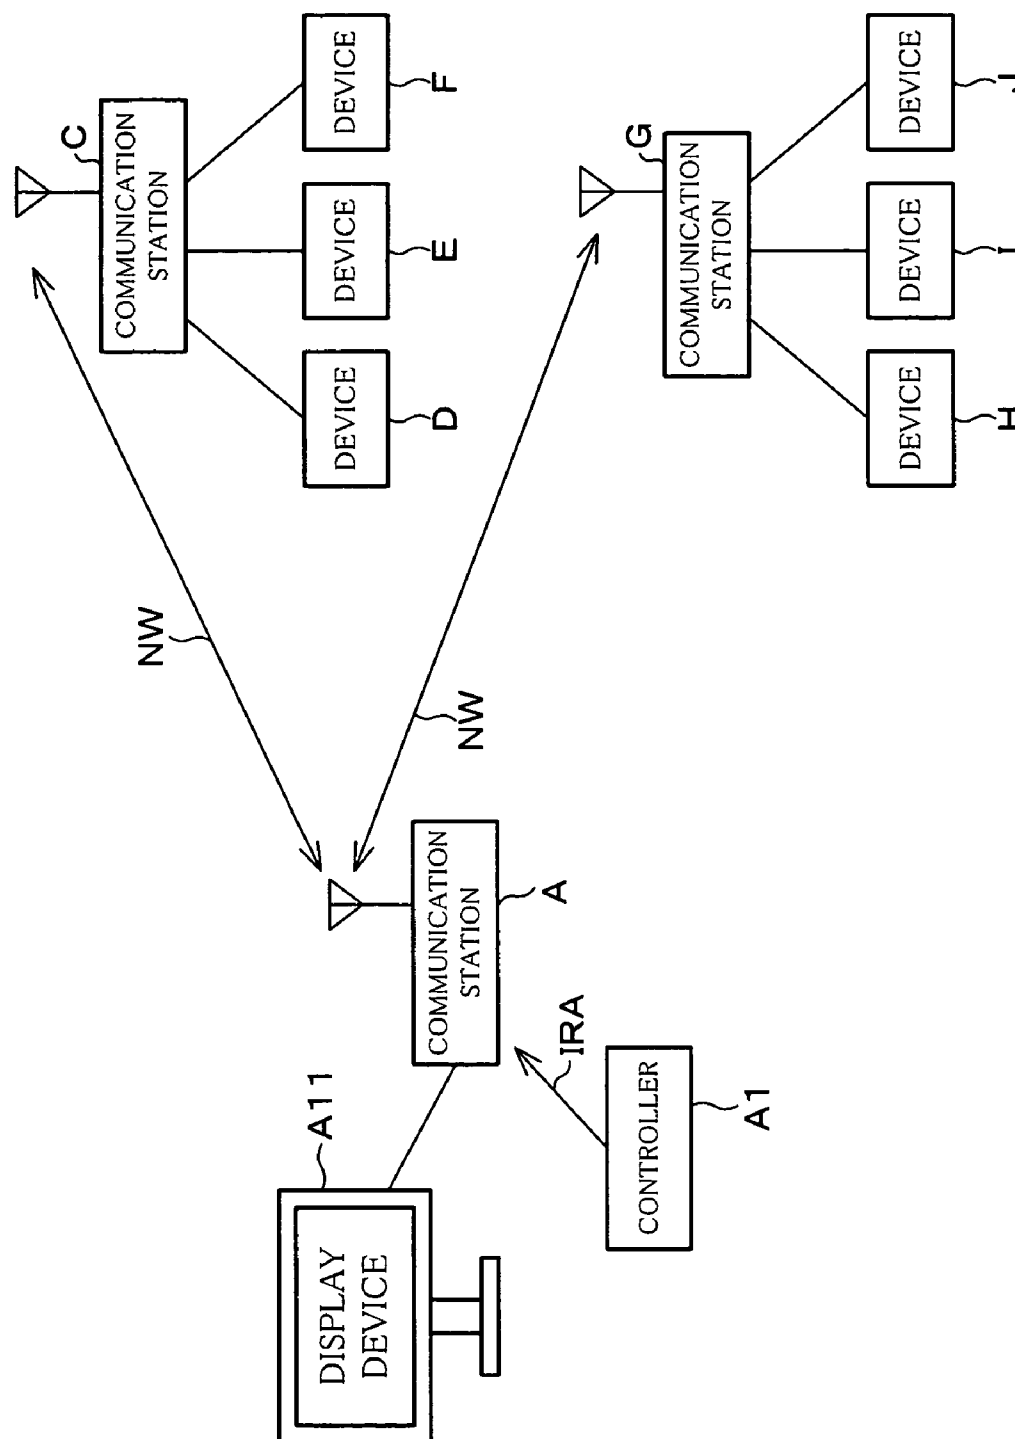 DISPLAY
DEVICE
A11
COMMUNICATION
STATION
A
CONTROLLER
A1
IRA
NW
NW
COMMUNICATION
STATION
C
DEVICE
D
DEVICE
E
DEVICE
F
COMMUNICATION
STATION
G
DEVICE
H
DEVICE
I
DEVICE
J